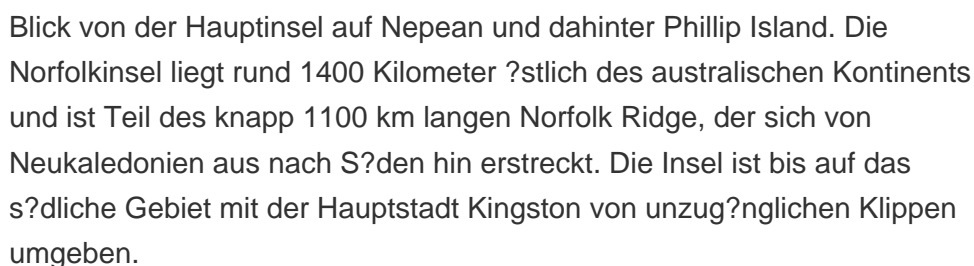 Blick von der Hauptinsel auf Nepean und dahinter Phillip Island. Die
Norfolkinsel liegt rund 1400 Kilometer ?stlich des australischen Kontinents
und ist Teil des knapp 1100 km langen Norfolk Ridge, der sich von
Neukaledonien aus nach S?den hin erstreckt. Die Insel ist bis auf das
s?dliche Gebiet mit der Hauptstadt Kingston von unzug?nglichen Klippen
umgeben.